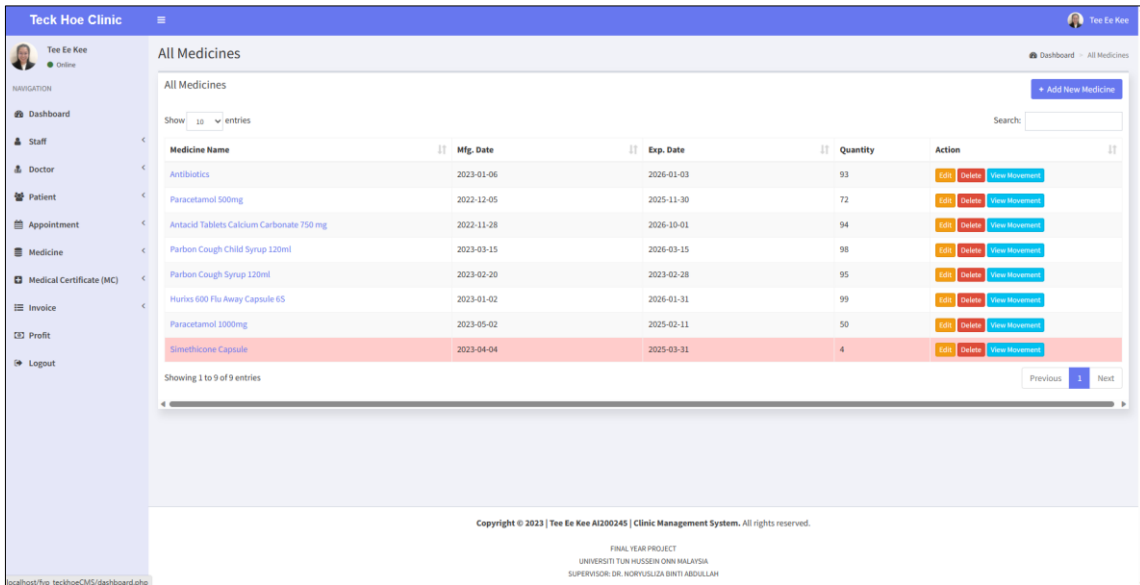 Teck Hoe Clinic
Tee Ee Kee
Tee Ee Kee
Online
NAVIGATION
Dashboard
Staff
Doctor
Patient
Appointment
Medicine
Medical Certificate (MC)
Invoice
Profit
Logout
All Medicines
Dashboard > All Medicines
All Medicines
+ Add New Medicine
Show 10 entries
Search:
Medicine Name Mfg. Date Exp. Date Quantity Action
Antibiotics 2023-01-06 2026-01-03 93 Edit Delete View Movement
Paracetamol 500mg 2022-12-05 2025-11-30 72 Edit Delete View Movement
Antacid Tablets Calcium Carbonate 750 mg 2022-11-28 2026-10-01 94 Edit Delete View Movement
Parbon Cough Child Syrup 120ml 2023-03-15 2026-03-15 98 Edit Delete View Movement
Parbon Cough Syrup 120ml 2023-02-20 2023-02-28 95 Edit Delete View Movement
Hurixs 600 Flu Away Capsule 6S 2023-01-02 2026-01-31 99 Edit Delete View Movement
Paracetamol 1000mg 2023-05-02 2025-02-11 50 Edit Delete View Movement
Simethicone Capsule 2023-04-04 2025-03-31 4 Edit Delete View Movement
Showing 1 to 9 of 9 entries
Previous 1 Next
Copyright © 2023 | Tee Ee Kee AI200245 | Clinic Management System. All rights reserved.
FINAL YEAR PROJECT
UNIVERSITI TUN HUSSEIN ONN MALAYSIA
SUPERVISOR: DR. NORYUSLIZA BINTI ABDULLAH
localhost/fyp_teckhoeCMS/dashboard.php